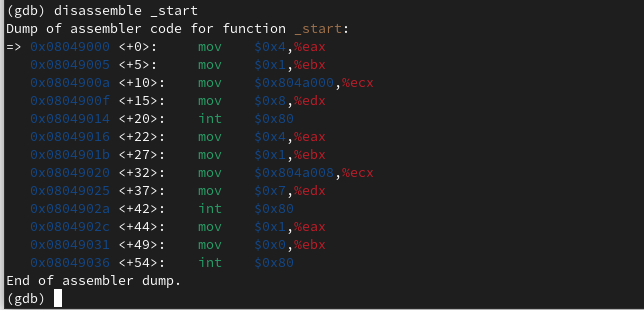 (gdb) disassemble _start
Dump of assembler code for function _start:
=> 0x08049000 <+0>:     mov    $0x4,%eax
   0x08049005 <+5>:     mov    $0x1,%ebx
   0x0804900a <+10>:    mov    $0x804a000,%ecx
   0x0804900f <+15>:    mov    $0x8,%edx
   0x08049014 <+20>:    int    $0x80
   0x08049016 <+22>:    mov    $0x4,%eax
   0x0804901b <+27>:    mov    $0x1,%ebx
   0x08049020 <+32>:    mov    $0x804a008,%ecx
   0x08049025 <+37>:    mov    $0x7,%edx
   0x0804902a <+42>:    int    $0x80
   0x0804902c <+44>:    mov    $0x1,%eax
   0x08049031 <+49>:    mov    $0x0,%ebx
   0x08049036 <+54>:    int    $0x80
End of assembler dump.
(gdb)